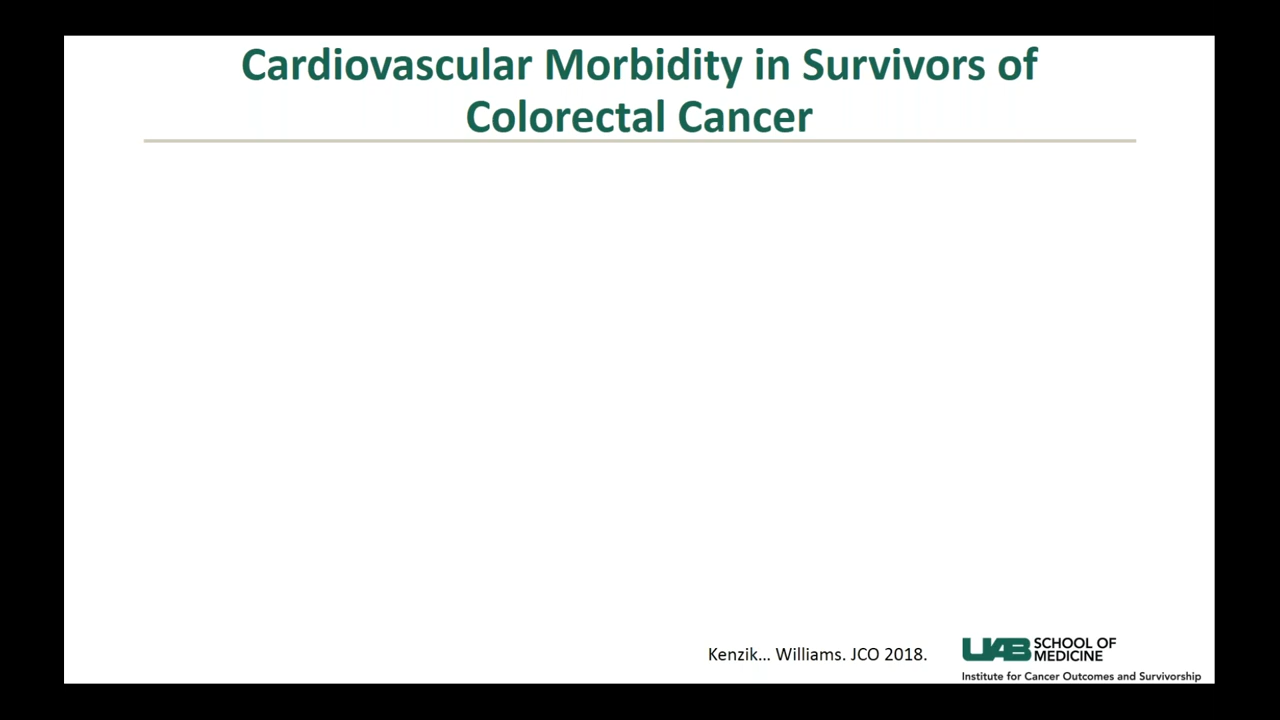 Cardiovascular Morbidity in Survivors of
Colorectal Cancer
Kenzik... Williams. JCO 2018.
UAB SCHOOL OF
MEDICINE
Institute for Cancer Outcomes and Survivorship